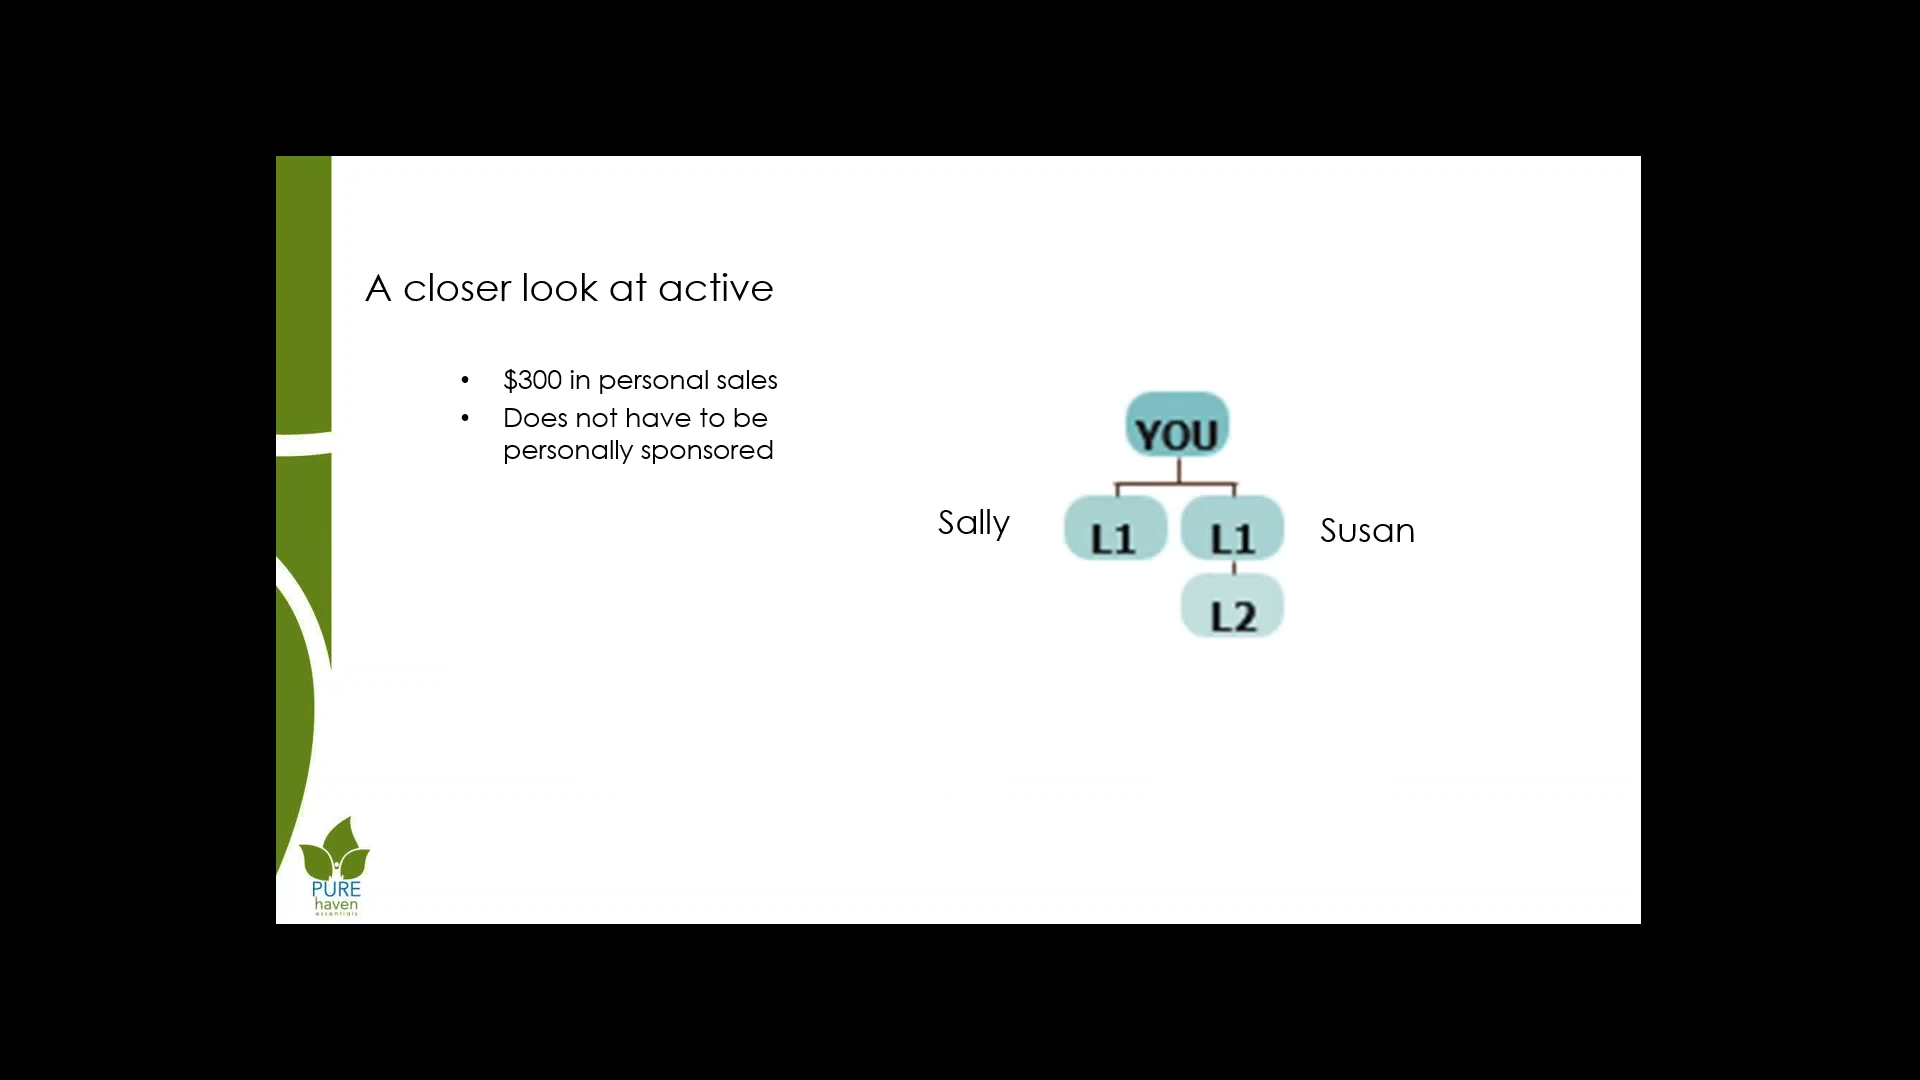 A closer look at active
• $300 in personal sales
• Does not have to be
personally sponsored
YOU
Sally
L1
L1
Susan
L2
PURE
haven
essentials